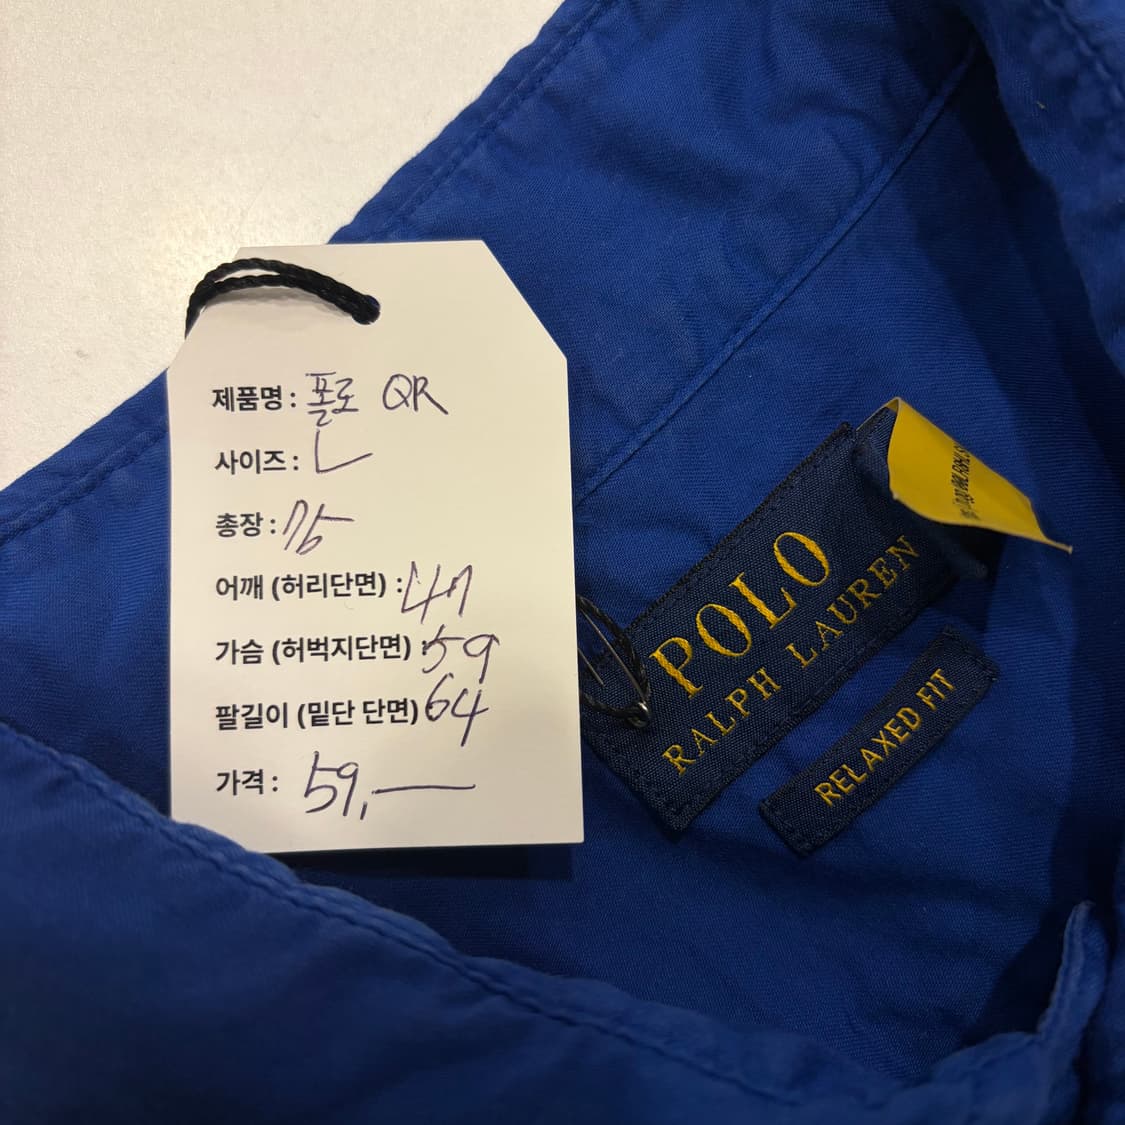 제품명 : 폴로 QR
사이즈 : L
총장 : 75
어깨 (허리단면) : 47
가슴 (허벅지단면) : 59
팔길이 (밑단 단면) 64
가격 : 59,—
POLO
RALPH LAUREN
RELAXED FIT